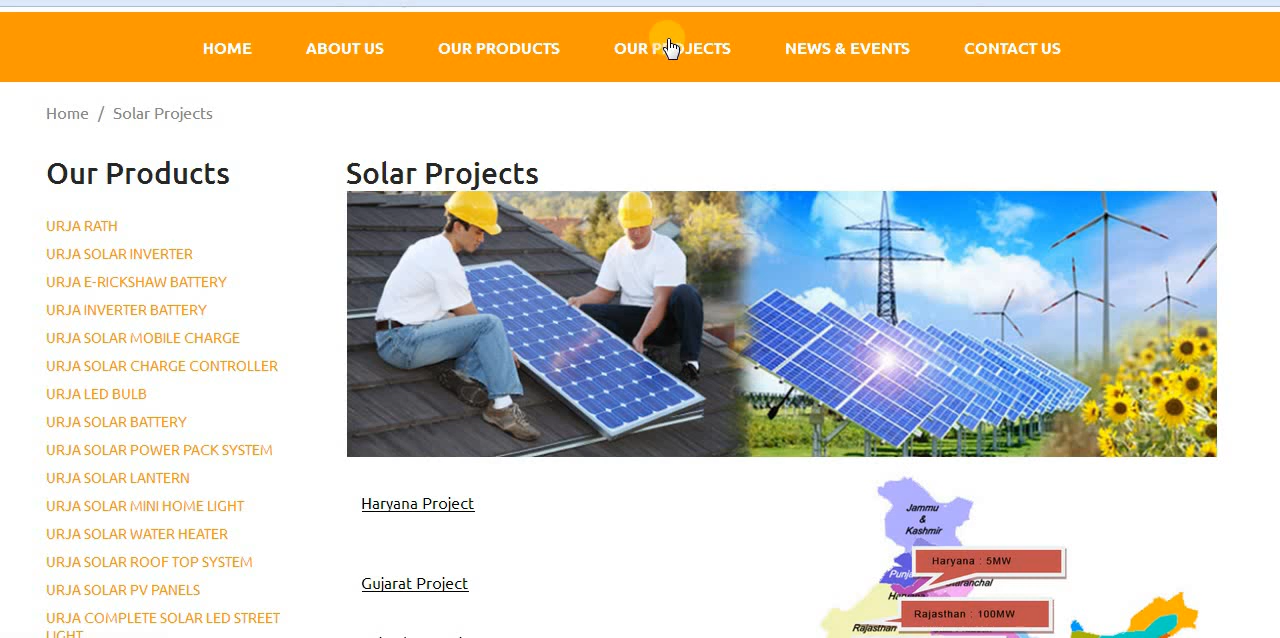 HOME ABOUT US OUR PRODUCTS OUR PROJECTS NEWS & EVENTS CONTACT US
Home / Solar Projects
Our Products
URJA RATH
URJA SOLAR INVERTER
URJA E-RICKSHAW BATTERY
URJA INVERTER BATTERY
URJA SOLAR MOBILE CHARGE
URJA SOLAR CHARGE CONTROLLER
URJA LED BULB
URJA SOLAR BATTERY
URJA SOLAR POWER PACK SYSTEM
URJA SOLAR LANTERN
URJA SOLAR MINI HOME LIGHT
URJA SOLAR WATER HEATER
URJA SOLAR ROOF TOP SYSTEM
URJA SOLAR PV PANELS
URJA COMPLETE SOLAR LED STREET
LIGHT
Solar Projects
Haryana Project
Gujarat Project
Jammu
&
Kashmir
Haryana : 5MW
Rajasthan : 100MW
Rajasthan